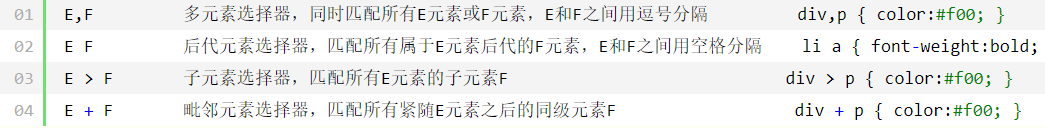 01 E,F 多元素选择器，同时匹配所有E元素或F元素，E和F之间用逗号分隔 div,p { color:#f00; }
02 E F 后代元素选择器，匹配所有属于E元素后代的F元素，E和F之间用空格分隔 li a { font-weight:bold;
03 E > F 子元素选择器，匹配所有E元素的子元素F div > p { color:#f00; }
04 E + F 毗邻元素选择器，匹配所有紧随E元素之后的同级元素F div + p { color:#f00; }